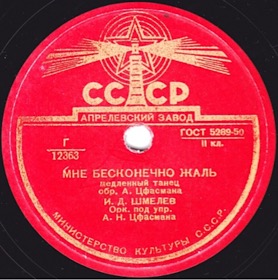 СССР
АПРЕЛЕВСКИЙ ЗАВОД
Г
12363
ГОСТ 5289-50
II кл.
МНЕ БЕСКОНЕЧНО ЖАЛЬ
медленный танец
обр. А. Цфасмана
И. Д. ШМЕЛЕВ
Орк. под упр.
А. Н. Цфасмана
МИНИСТЕРСТВО КУЛЬТУРЫ С.С.С.Р.